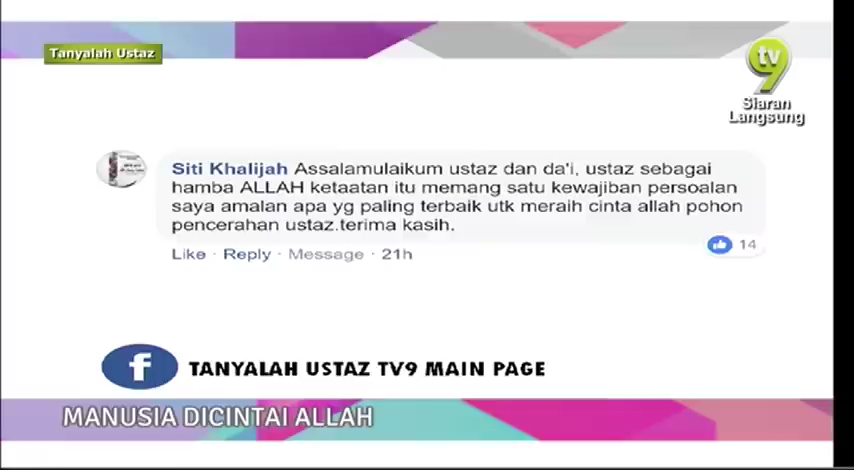 Tanyalah Ustaz
tv
9
Siaran
Langsung
Siti Khalijah Assalamulaikum ustaz dan da'i, ustaz sebagai
hamba ALLAH ketaatan itu memang satu kewajiban persoalan
saya amalan apa yg paling terbaik utk meraih cinta allah pohon
pencerahan ustaz.terima kasih.
Like · Reply · Message · 21h
14
f TANYALAH USTAZ TV9 MAIN PAGE
MANUSIA DICINTAI ALLAH